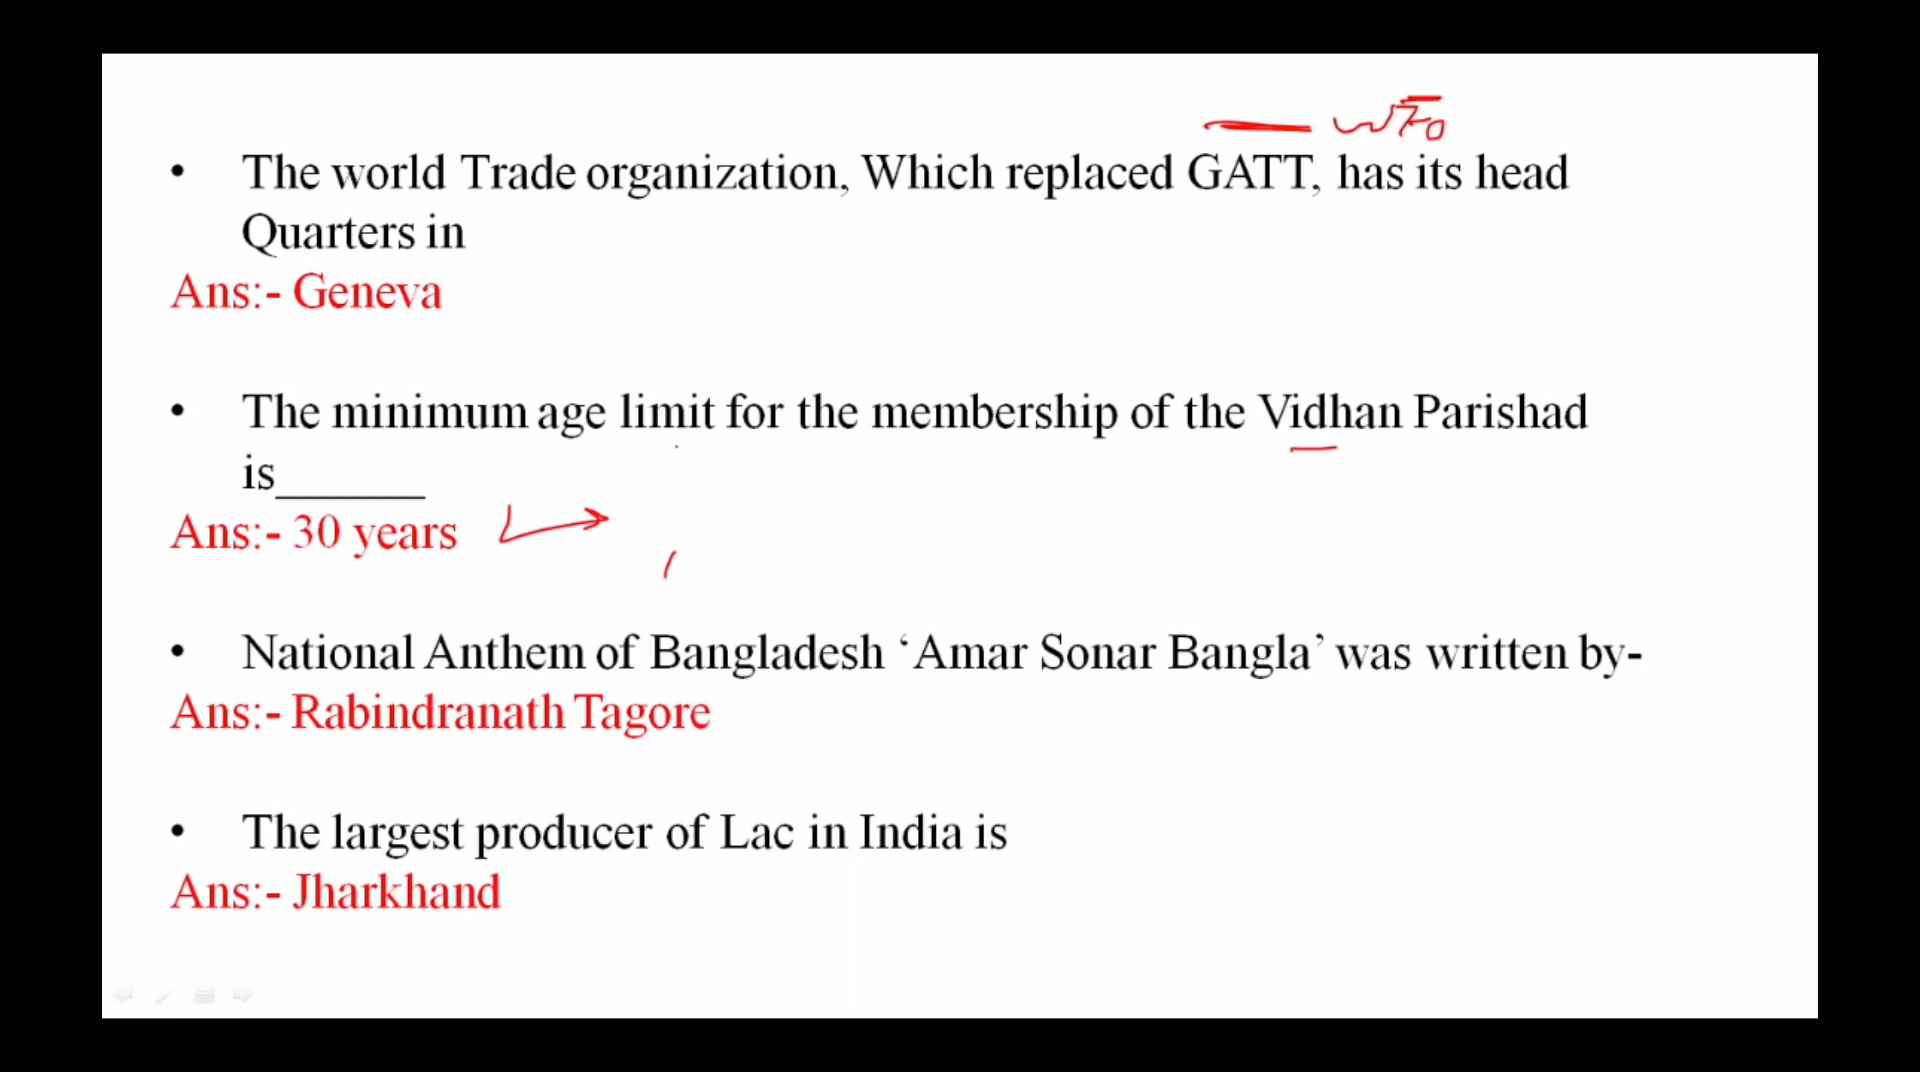 WTO
• The world Trade organization, Which replaced GATT, has its head
Quarters in
Ans:- Geneva
• The minimum age limit for the membership of the Vidhan Parishad
is______
Ans:- 30 years
• National Anthem of Bangladesh ‘Amar Sonar Bangla’ was written by-
Ans:- Rabindranath Tagore
• The largest producer of Lac in India is
Ans:- Jharkhand